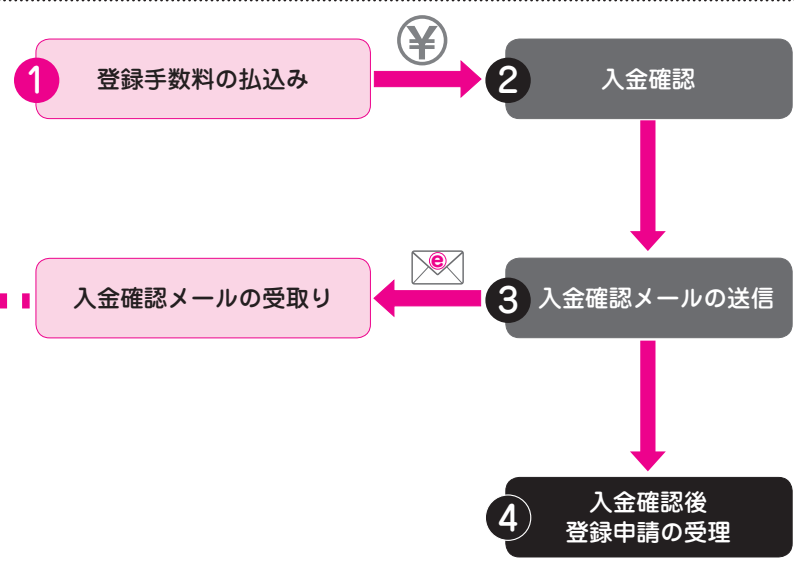 1 登録手数料の払込み
¥
2 入金確認
入金確認メールの受取り
e
3 入金確認メールの送信
4 入金確認後
登録申請の受理